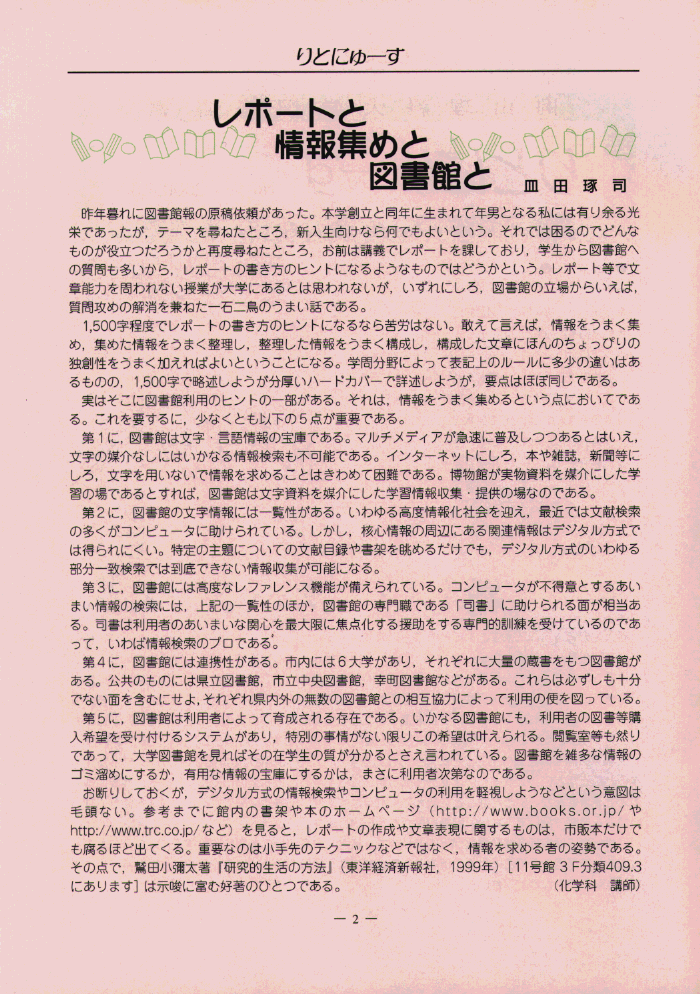 りとにゅーす
レポートと
情報集めと
図書館と
皿田琢司
昨年暮れに図書館報の原稿依頼があった。本学創立と同年に生まれて年男となる私には有り余る光
栄であったが，テーマを尋ねたところ，新入生向けなら何でもよいという。それでは困るのでどんな
ものが役立つだろうかと再度尋ねたところ，お前は講義でレポートを課しており，学生から図書館へ
の質問も多いから，レポートの書き方のヒントになるようなものではどうかという。レポート等で文
章能力を問われない授業が大学にあるとは思われないが，いずれにしろ，図書館の立場からいえば，
質問攻めの解消を兼ねた一石二鳥のうまい話である。
1,500字程度でレポートの書き方のヒントになるなら苦労はない。敢えて言えば，情報をうまく集
め，集めた情報をうまく整理し，整理した情報をうまく構成し，構成した文章にほんのちょっぴりの
独創性をうまく加えればよいということになる。学問分野によって表記上のルールに多少の違いはあ
るものの，1,500字で略述しようが分厚いハードカバーで詳述しようが，要点はほぼ同じである。
実はそこに図書館利用のヒントの一部がある。それは，情報をうまく集めるという点においてであ
る。これを要するに，少なくとも以下の５点が重要である。
第１に，図書館は文字・言語情報の宝庫である。マルチメディアが急速に普及しつつあるとはいえ，
文字の媒介なしにはいかなる情報検索も不可能である。インターネットにしろ，本や雑誌，新聞等に
しろ，文字を用いないで情報を求めることはきわめて困難である。博物館が実物資料を媒介にした学
習の場であるとすれば，図書館は文字資料を媒介にした学習情報収集・提供の場なのである。
第２に，図書館の文字情報には一覧性がある。いわゆる高度情報化社会を迎え，最近では文献検索
の多くがコンピュータに助けられている。しかし，核心情報の周辺にある関連情報はデジタル方式で
は得られにくい。特定の主題についての文献目録や書架を眺めるだけでも，デジタル方式のいわゆる
部分一致検索では到底できない情報収集が可能になる。
第３に，図書館には高度なレファレンス機能が備えられている。コンピュータが不得意とするあい
まい情報の検索には，上記の一覧性のほか，図書館の専門職である「司書」に助けられる面が相当あ
る。司書は利用者のあいまいな関心を最大限に焦点化する援助をする専門的訓練を受けているのであ
って，いわば情報検索のプロである。
第４に，図書館には連携性がある。市内には６大学があり，それぞれに大量の蔵書をもつ図書館が
ある。公共のものには県立図書館，市立中央図書館，幸町図書館などがある。これらは必ずしも十分
でない面を含むにせよ，それぞれ県内外の無数の図書館との相互協力によって利用の便を図っている。
第５に，図書館は利用者によって育成される存在である。いかなる図書館にも，利用者の図書等購
入希望を受け付けるシステムがあり，特別の事情がない限りこの希望は叶えられる。閲覧室等も然り
であって，大学図書館を見ればその在学生の質が分かるとさえ言われている。図書館を雑多な情報の
ゴミ溜めにするか，有用な情報の宝庫にするかは，まさに利用者次第なのである。
お断りしておくが，デジタル方式の情報検索やコンピュータの利用を軽視しようなどという意図は
毛頭ない。参考までに館内の書架や本のホームページ（http://www.books.or.jp/や
http://www.trc.co.jp/など）を見ると，レポートの作成や文章表現に関するものは，市販本だけで
も腐るほど出てくる。重要なのは小手先のテクニックなどではなく，情報を求める者の姿勢である。
その点で，鷲田小彌太著『研究的生活の方法』（東洋経済新報社，1999年）［11号館３Ｆ分類409.3
にあります］は示唆に富む好著のひとつである。
（化学科　講師）
― 2 ―